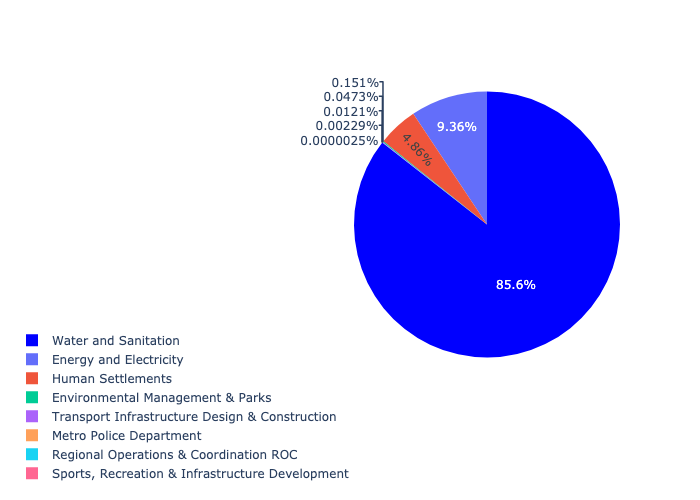 0.151%
0.0473%
0.0121%
0.00229%
0.0000025%
4.86%
9.36%
85.6%
Water and Sanitation
Energy and Electricity
Human Settlements
Environmental Management & Parks
Transport Infrastructure Design & Construction
Metro Police Department
Regional Operations & Coordination ROC
Sports, Recreation & Infrastructure Development